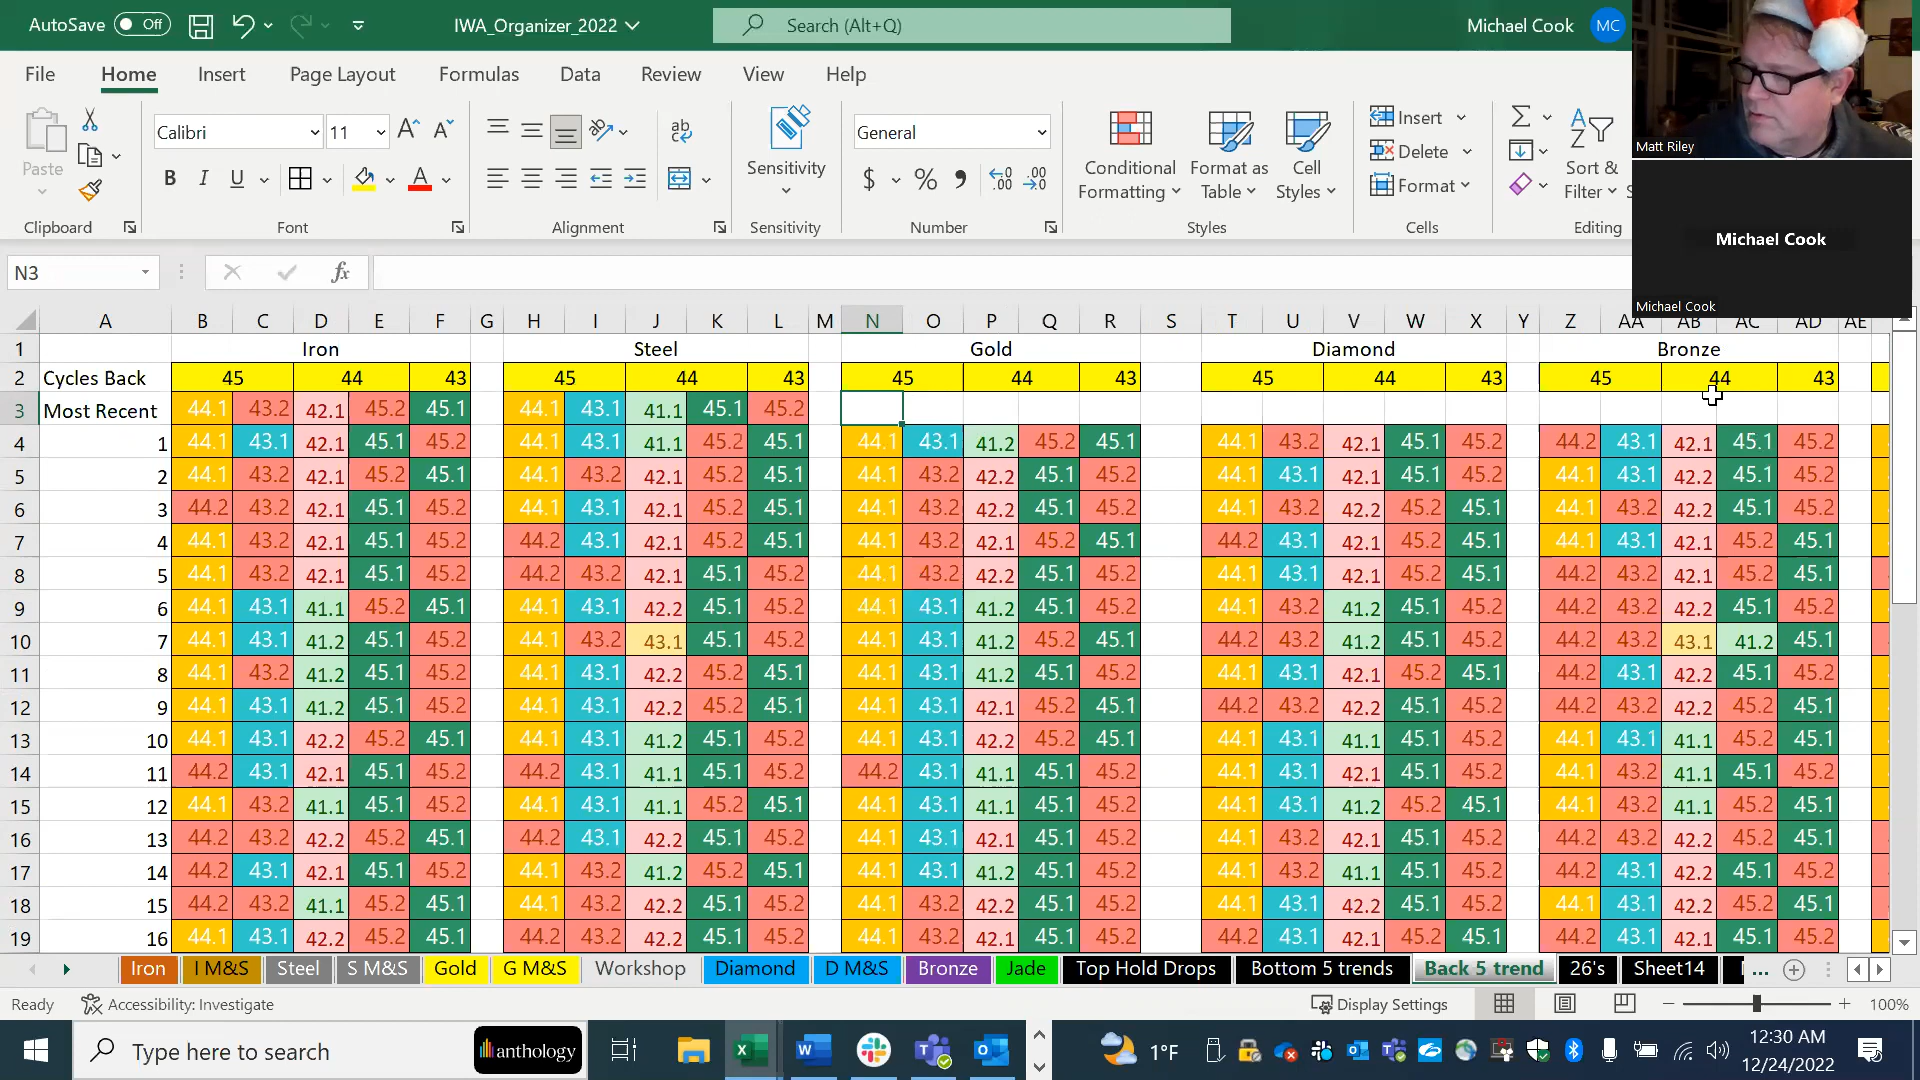 AutoSave Off IWA_Organizer_2022 Search (Alt+Q) Michael Cook MC
File Home Insert Page Layout Formulas Data Review View Help
Paste Calibri 11 General
Sensitivity Conditional Formatting Format as Table Cell Styles Insert Delete Format Sort & Filter
Clipboard Font Alignment Sensitivity Number Styles Cells Editing
Matt Riley
Michael Cook
Michael Cook
N3
A B C D E F G H I J K L M N O P Q R S T U V W X Y Z AA AB AC AD AE
1 Iron Steel Gold Diamond Bronze
2 Cycles Back 45 44 43 45 44 43 45 44 43 45 44 43 45 44 43
3 Most Recent 44.1 43.2 42.1 45.2 45.1 44.1 43.1 41.1 45.1 45.2
4 1 44.1 43.1 42.1 45.1 45.2 44.1 43.1 41.1 45.2 45.1 44.1 43.1 41.2 45.2 45.1 44.1 43.2 42.1 45.1 45.2 44.2 43.1 42.1 45.1 45.2
5 2 44.1 43.2 42.1 45.2 45.1 44.1 43.2 42.1 45.2 45.1 44.1 43.2 42.2 45.1 45.2 44.1 43.1 42.2 45.1 45.2 44.1 43.1 42.2 45.1 45.2
6 3 44.2 43.2 42.1 45.1 45.2 44.1 43.1 42.1 45.2 45.1 44.1 43.2 42.2 45.1 45.2 44.1 43.2 42.2 45.2 45.1 44.1 43.2 42.2 45.1 45.2
7 4 44.1 43.2 42.1 45.1 45.2 44.2 43.1 42.1 45.2 45.1 44.1 43.2 42.1 45.2 45.1 44.2 43.1 42.1 45.1 45.2 44.1 43.1 42.1 45.2 45.1
8 5 44.1 43.2 42.1 45.1 45.2 44.2 43.2 42.1 45.1 45.2 44.1 43.2 42.2 45.1 45.2 44.1 43.1 42.1 45.2 45.1 44.2 43.2 42.1 45.2 45.1
9 6 44.1 43.1 41.1 45.2 45.1 44.1 43.1 42.2 45.1 45.2 44.1 43.1 41.2 45.1 45.2 44.1 43.2 41.2 45.1 45.2 44.2 43.2 42.2 45.1 45.2
10 7 44.1 43.1 41.2 45.1 45.2 44.1 43.2 43.1 45.1 45.2 44.1 43.1 41.2 45.1 45.2 44.2 43.2 41.2 45.1 45.2 44.2 43.2 43.1 41.2 45.1
11 8 44.1 43.2 42.1 45.1 45.2 44.1 43.1 42.1 45.2 45.1 44.1 43.1 41.2 45.1 45.2 44.1 43.1 42.1 45.1 45.2 44.2 43.1 42.2 45.1 45.2
12 9 44.1 43.1 41.2 45.1 45.2 44.1 43.1 42.2 45.2 45.1 44.1 43.1 42.1 45.2 45.1 44.2 43.2 42.2 45.1 45.2 44.2 43.2 42.2 45.2 45.1
13 10 44.1 43.1 42.2 45.2 45.1 44.1 43.1 41.2 45.1 45.2 44.1 43.1 42.2 45.2 45.1 44.1 43.1 41.1 45.1 45.2 44.1 43.1 41.1 45.1 45.2
14 11 44.2 43.1 42.1 45.1 45.2 44.2 43.1 41.1 45.1 45.2 44.2 43.1 41.1 45.1 45.2 44.1 43.1 42.1 45.1 45.2 44.1 43.1 41.1 45.1 45.2
15 12 44.1 43.2 41.1 45.1 45.2 44.1 43.1 41.1 45.2 45.1 44.1 43.1 41.1 45.1 45.2 44.1 43.1 41.2 45.2 45.1 44.1 43.2 41.1 45.2 45.1
16 13 44.2 43.2 42.2 45.2 45.1 44.2 43.1 42.1 45.1 45.2 44.1 43.1 42.1 45.1 45.2 44.1 43.2 42.1 45.1 45.2 44.2 43.2 42.2 45.1 45.2
17 14 44.2 43.1 42.1 45.1 45.2 44.1 43.2 41.2 45.2 45.1 44.1 43.1 41.2 45.1 45.2 44.1 43.2 41.1 45.1 45.2 44.2 43.1 42.2 45.1 45.2
18 15 44.2 43.2 41.1 45.2 45.1 44.1 43.2 42.2 45.1 45.2 44.1 43.2 42.2 45.1 45.2 44.1 43.1 42.2 45.1 45.2 44.1 43.1 42.2 45.2 45.1
19 16 44.1 43.1 42.2 45.2 45.1 44.2 43.2 42.2 45.1 45.2 44.1 43.2 42.1 45.1 45.2 44.2 43.1 42.1 45.1 45.2 44.2 43.1 42.1 45.1 45.2
Iron I M&S Steel S M&S Gold G M&S Workshop Diamond D M&S Bronze Jade Top Hold Drops Bottom 5 trends Back 5 trend 26's Sheet14 ...
Ready Accessibility: Investigate Display Settings 100%
Type here to search anthology 1°F 12:30 AM
12/24/2022